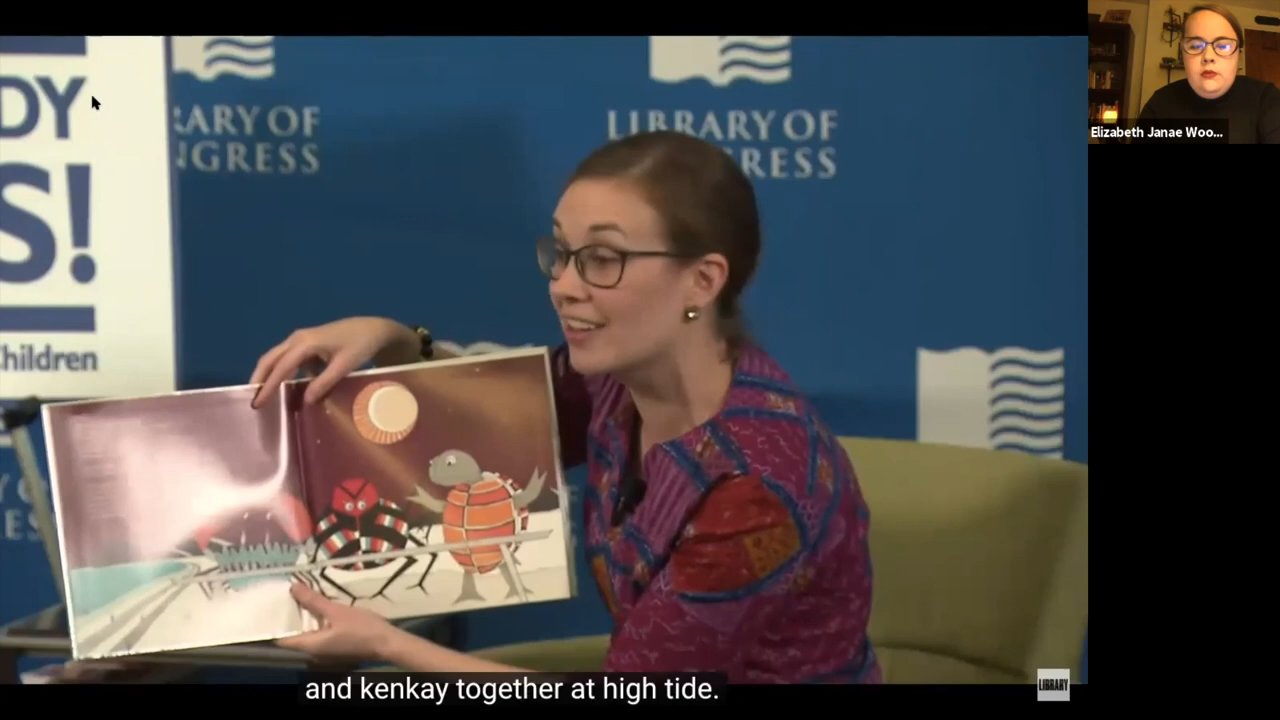 DY
S!
Children
RARY OF
NGRESS
LIBRARY OF
RESS
Elizabeth Janae Woo...
and kenkay together at high tide.
LIBRARY